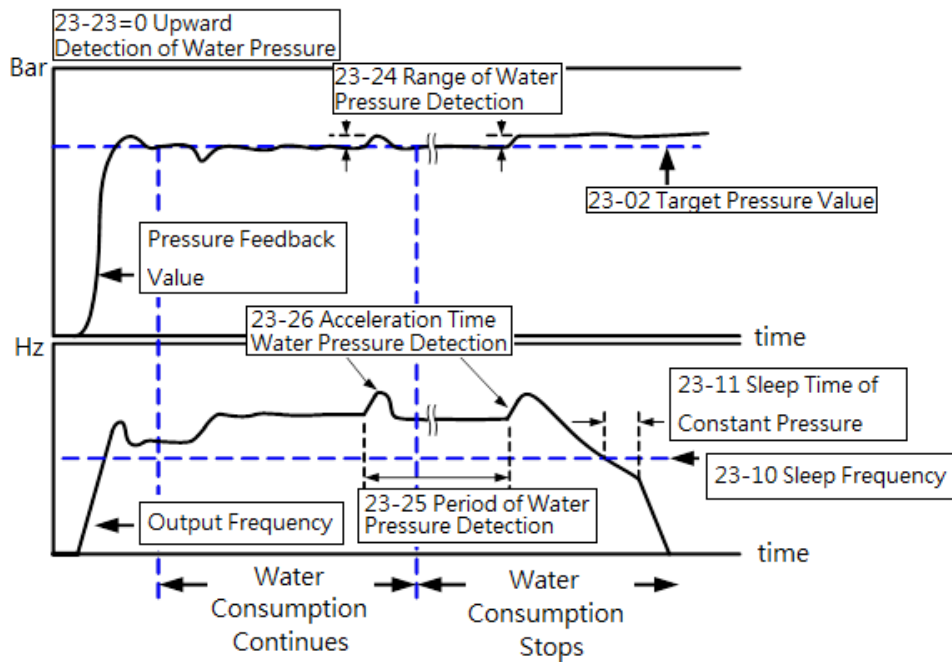 23-23=0 Upward
Detection of Water Pressure
Bar
23-24 Range of Water
Pressure Detection
23-02 Target Pressure Value
Pressure Feedback
Value
time
23-26 Acceleration Time
Water Pressure Detection
Hz
23-11 Sleep Time of
Constant Pressure
23-10 Sleep Frequency
23-25 Period of Water
Pressure Detection
Output Frequency
time
Water
Consumption
Continues
Water
Consumption
Stops